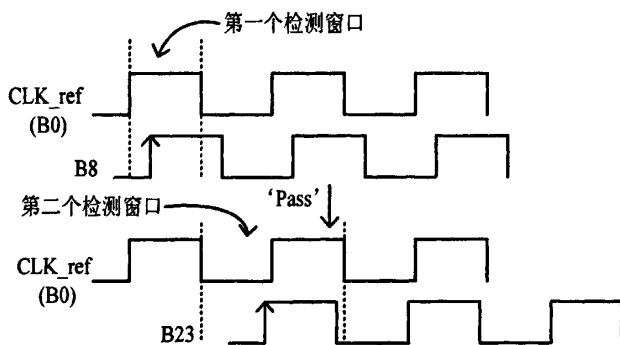 第一个检测窗口
CLK_ref
(B0)
B8
‘Pass’
第二个检测窗口
CLK_ref
(B0)
B23